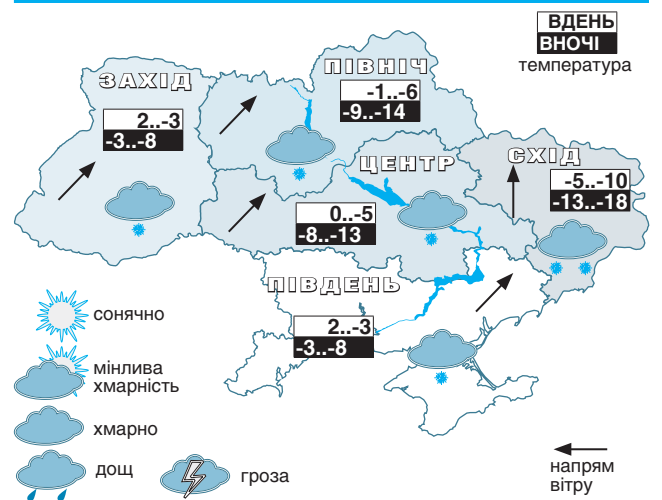 ВДЕНЬ
ВНОЧІ
температура
ЗАХІД
2..-3
-3..-8
ПІВНІЧ
-1..-6
-9..-14
ЦЕНТР
0..-5
-8..-13
СХІД
-5..-10
-13..-18
ПІВДЕНЬ
2..-3
-3..-8
сонячно
мінлива
хмарність
хмарно
дощ
гроза
напрям
вітру